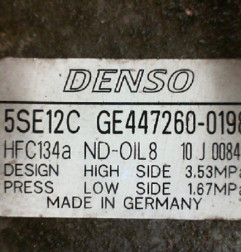 DENSO
5SE12C GE447260-0198
HFC134a ND-OIL8 10 J 0084
DESIGN HIGH SIDE 3.53MPa
PRESS LOW SIDE 1.67MPa
MADE IN GERMANY